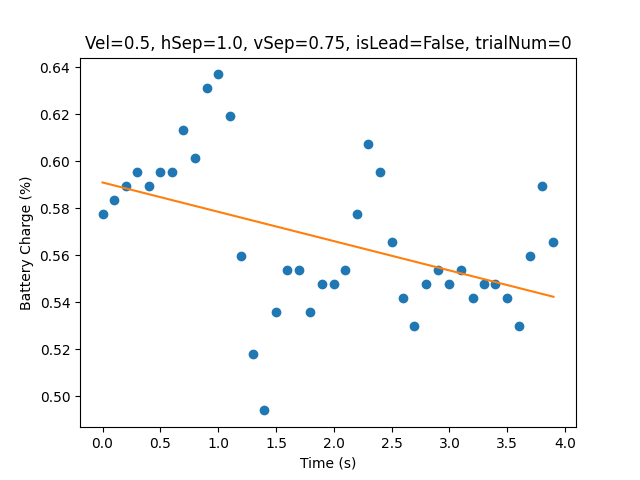 Vel=0.5, hSep=1.0, vSep=0.75, isLead=False, trialNum=0
0.64
0.62
0.60
0.58
0.56
0.54
0.52
0.50
Battery Charge (%)
0.0 0.5 1.0 1.5 2.0 2.5 3.0 3.5 4.0
Time (s)